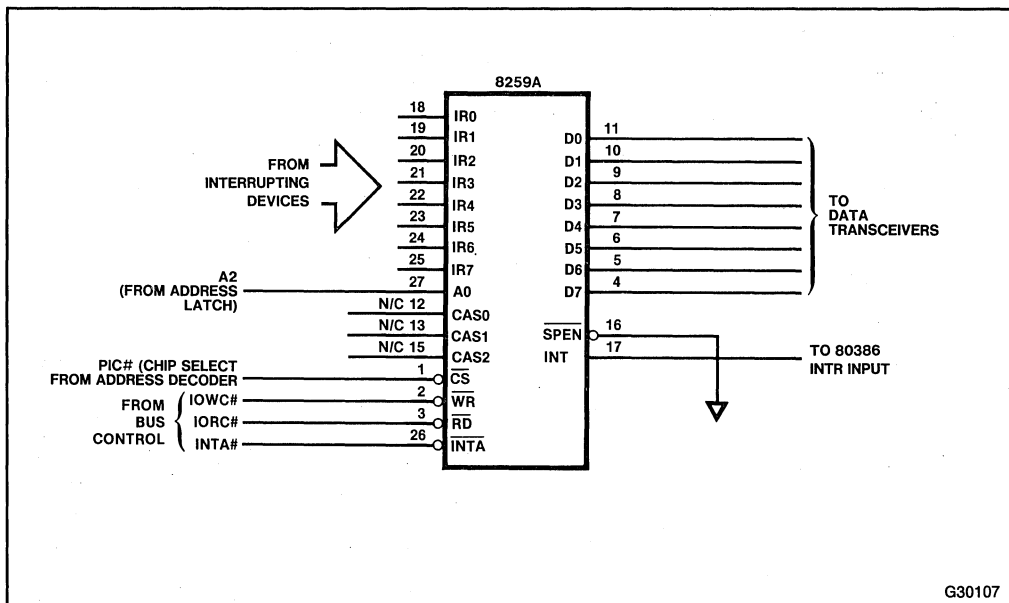 8259A
18 IR0
19 IR1
20 IR2
21 IR3
22 IR4
23 IR5
24 IR6
25 IR7
27 A0
N/C 12 CAS0
N/C 13 CAS1
N/C 15 CAS2
1 CS
2 WR
3 RD
26 INTA
FROM
INTERRUPTING
DEVICES
A2
(FROM ADDRESS
LATCH)
PIC# (CHIP SELECT
FROM ADDRESS DECODER
FROM
BUS
CONTROL
IOWC#
IORC#
INTA#
D0 11
D1 10
D2 9
D3 8
D4 7
D5 6
D6 5
D7 4
SPEN 16
INT 17
TO
DATA
TRANSCEIVERS
TO 80386
INTR INPUT
G30107